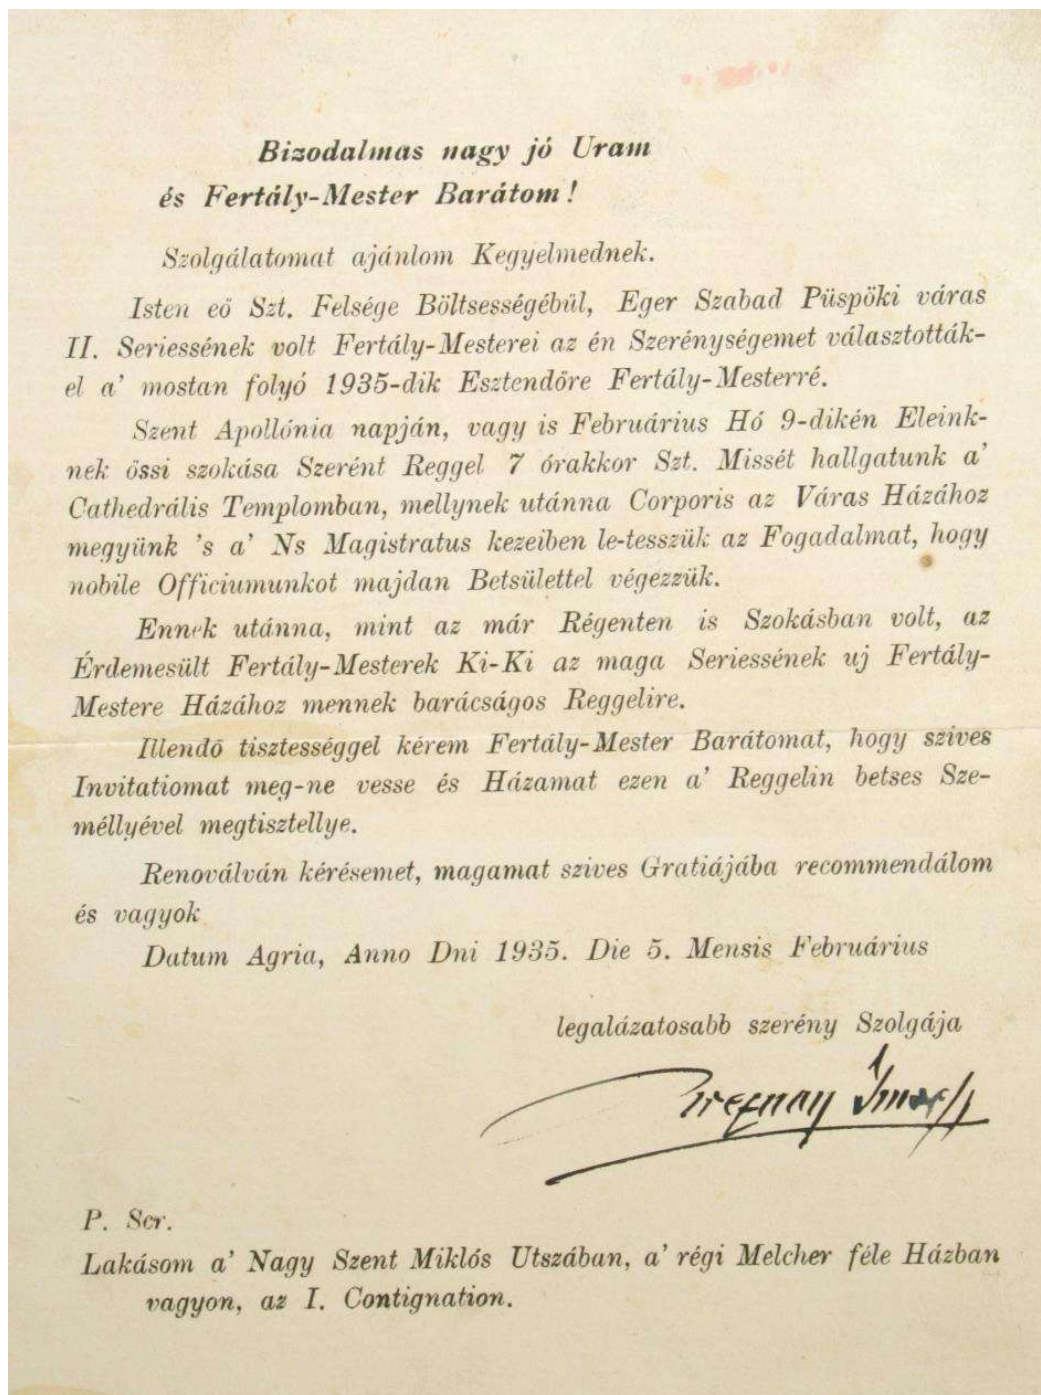 Bizodalmas nagy jó Uram
és Fertály-Mester Barátom!
Szolgálatomat ajánlom Kegyelmednek.
Isten eő Szt. Felsége Böltsességébúl, Eger Szabad Püspöki város
II. Seriessének volt Fertály-Mesterei az én Szerénységemet választották-
el a' mostan folyó 1935-dik Esztendőre Fertály-Mesterré.
Szent Apollónia napján, vagy is Februárius Hó 9-dikén Eleink-
nek össi szokása Szerént Reggel 7 órakkor Szt. Missét hallgatunk a'
Cathedrális Templomban, mellynek utánna Corporis az Város Házához
megyünk 's a' Ns Magistratus kezeiben le-tesszük az Fogadalmat, hogy
nobile Officiumunkot majdan Betsülettel végezzük.
Ennek utánna, mint az már Régenten is Szokásban volt, az
Érdemesült Fertály-Mesterek Ki-Ki az maga Seriessének uj Fertály-
Mestere Házához mennek barácságos Reggelire.
Illendő tisztességgel kérem Fertály-Mester Barátomat, hogy szives
Invitatiomat meg-ne vesse és Házamat ezen a' Reggelin betses Sze-
méllyével megtisztellye.
Renoválván kérésemet, magamat szives Gratiájába recommendálom
és vagyok
Datum Agria, Anno Dni 1935. Die 5. Mensis Februárius
legalázatosabb szerény Szolgája
P. Scr.
Lakásom a' Nagy Szent Miklós Utszában, a' régi Melcher féle Házban
vagyon, az I. Contignation.